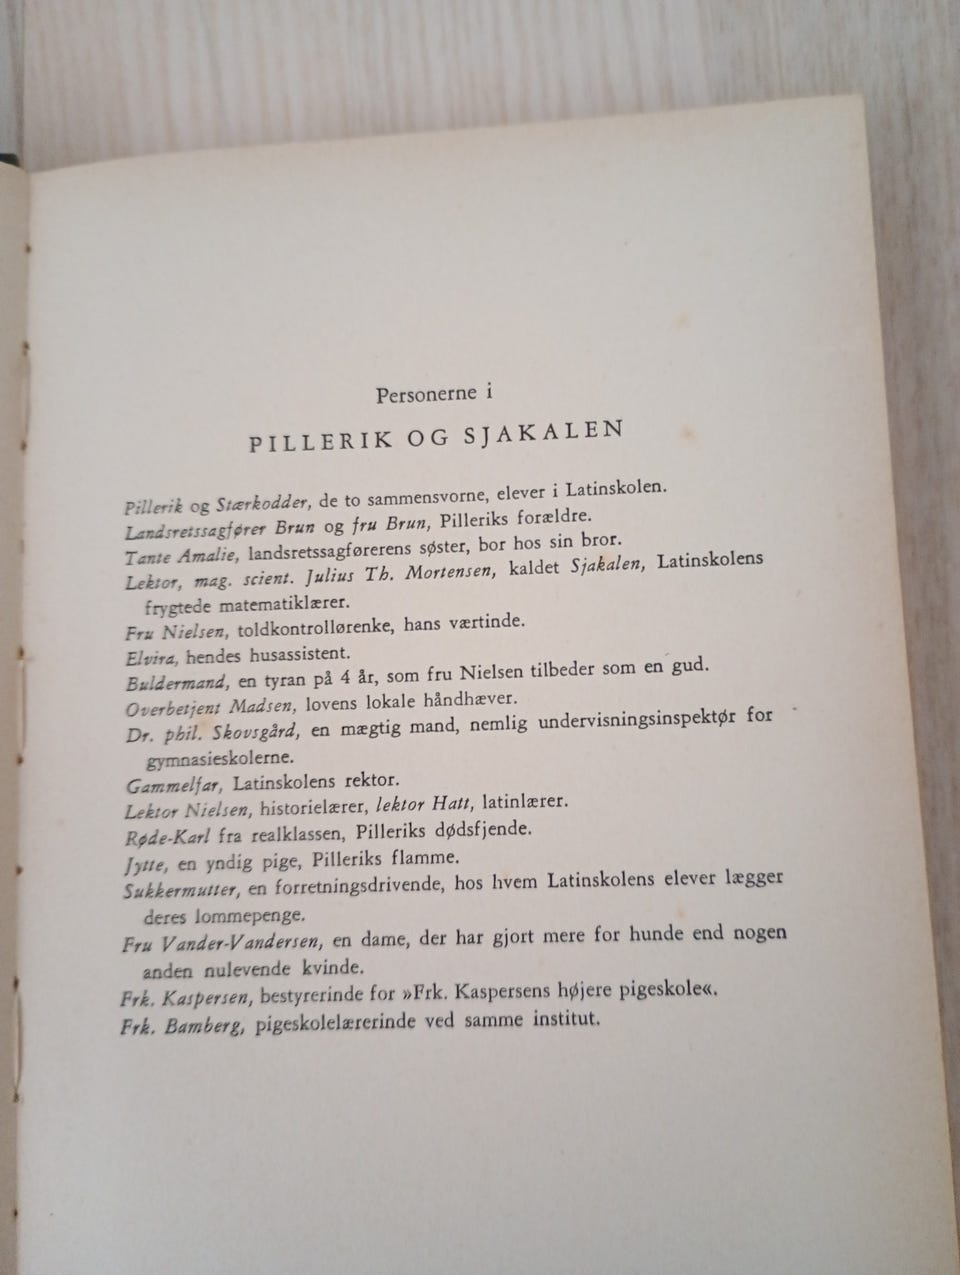 Personerne i
PILLERIK OG SJAKALEN
Pillerik og Stærkodder, de to sammensvorne, elever i Latinskolen.
Landsretssagfører Brun og fru Brun, Pilleriks forældre.
Tante Amalie, landsretssagførerens søster, bor hos sin bror.
Lektor, mag. scient. Julius Th. Mortensen, kaldet Sjakalen, Latinskolens
frygtede matematiklærer.
Fru Nielsen, toldkontrollørenke, hans værtinde.
Elvira, hendes husassistent.
Buldermand, en tyran på 4 år, som fru Nielsen tilbeder som en gud.
Overbetjent Madsen, lovens lokale håndhæver.
Dr. phil. Skovsgård, en mægtig mand, nemlig undervisningsinspektør for
gymnasieskolerne.
Gammelfar, Latinskolens rektor.
Lektor Nielsen, historielærer, lektor Hatt, latinlærer.
Røde-Karl fra realklassen, Pilleriks dødsfjende.
Jytte, en yndig pige, Pilleriks flamme.
Sukkermutter, en forretningsdrivende, hos hvem Latinskolens elever lægger
deres lommepenge.
Fru Vander-Vandersen, en dame, der har gjort mere for hunde end nogen
anden nulevende kvinde.
Frk. Kaspersen, bestyrerinde for »Frk. Kaspersens højere pigeskole«.
Frk. Bamberg, pigeskolelærerinde ved samme institut.